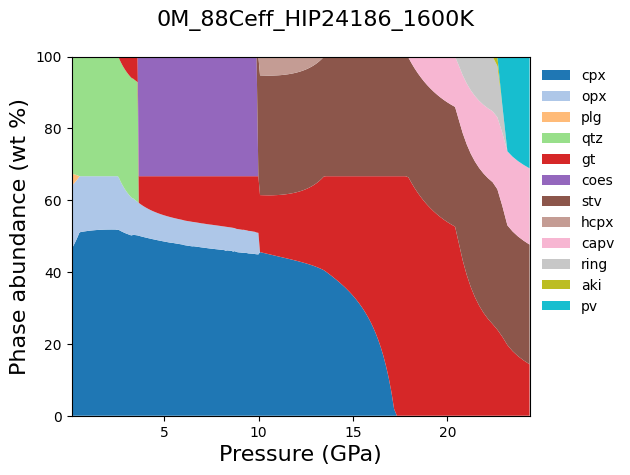 0M_88Ceff_HIP24186_1600K
Phase abundance (wt %)
100
80
60
40
20
0
5
10
15
20
Pressure (GPa)
cpx
opx
plg
qtz
gt
coes
stv
hcpx
capv
ring
aki
pv